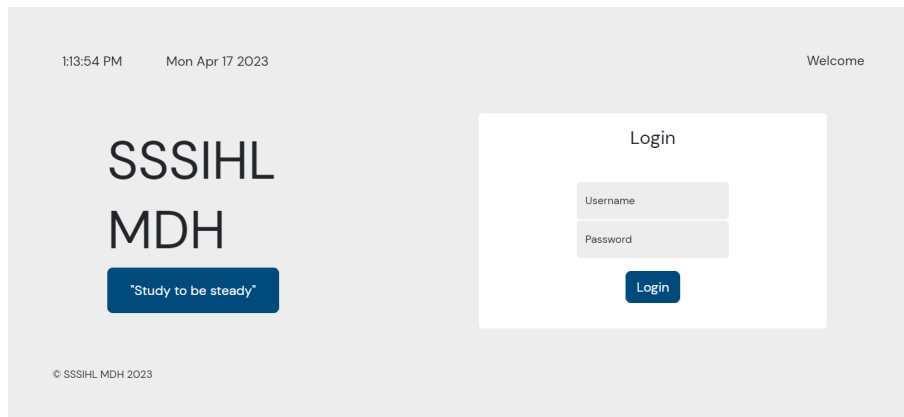 1:13:54 PM Mon Apr 17 2023 Welcome
SSSIHL
MDH
"Study to be steady"
Login
Username
Password
Login
© SSSIHL MDH 2023